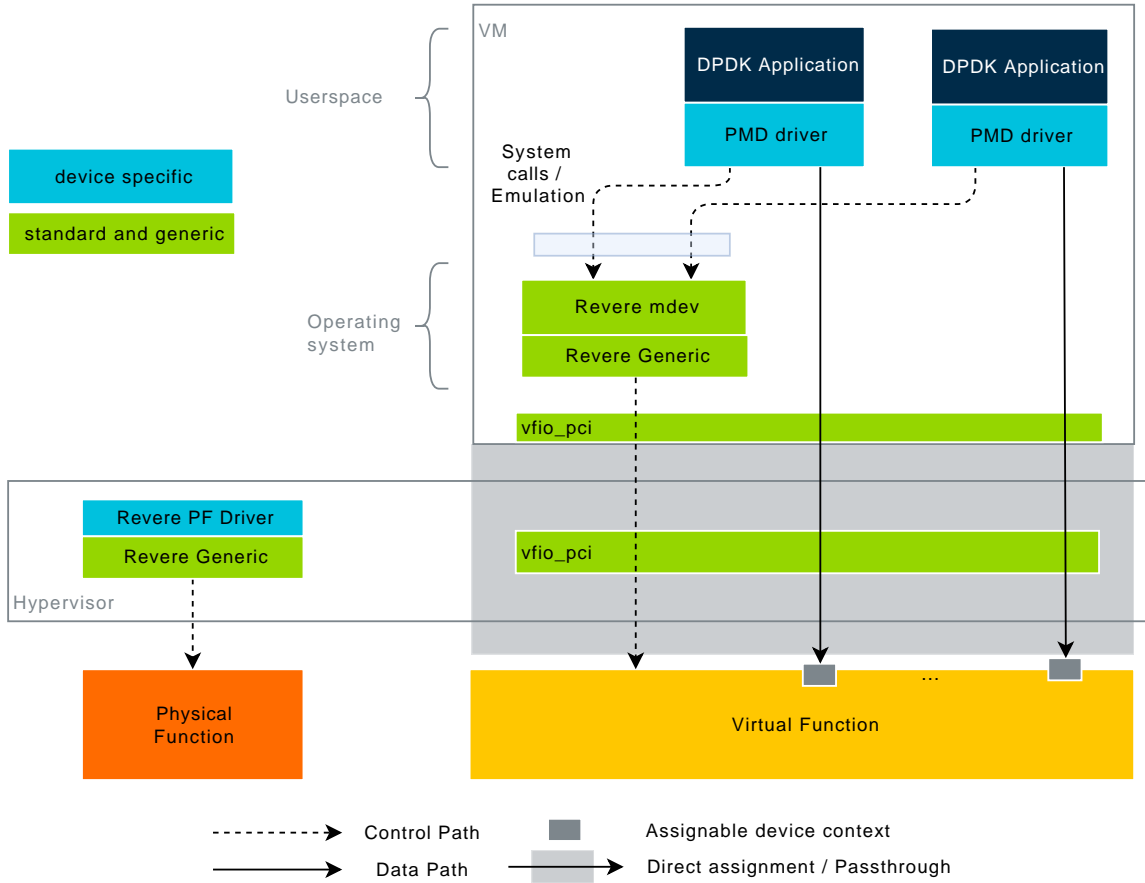 VM
DPDK Application
DPDK Application
Userspace
PMD driver
PMD driver
System
calls /
Emulation
device specific
standard and generic
Revere mdev
Operating
system
Revere Generic
vfio_pci
Revere PF Driver
Revere Generic
vfio_pci
Hypervisor
Physical
Function
...
Virtual Function
Control Path
Assignable device context
Data Path
Direct assignment / Passthrough